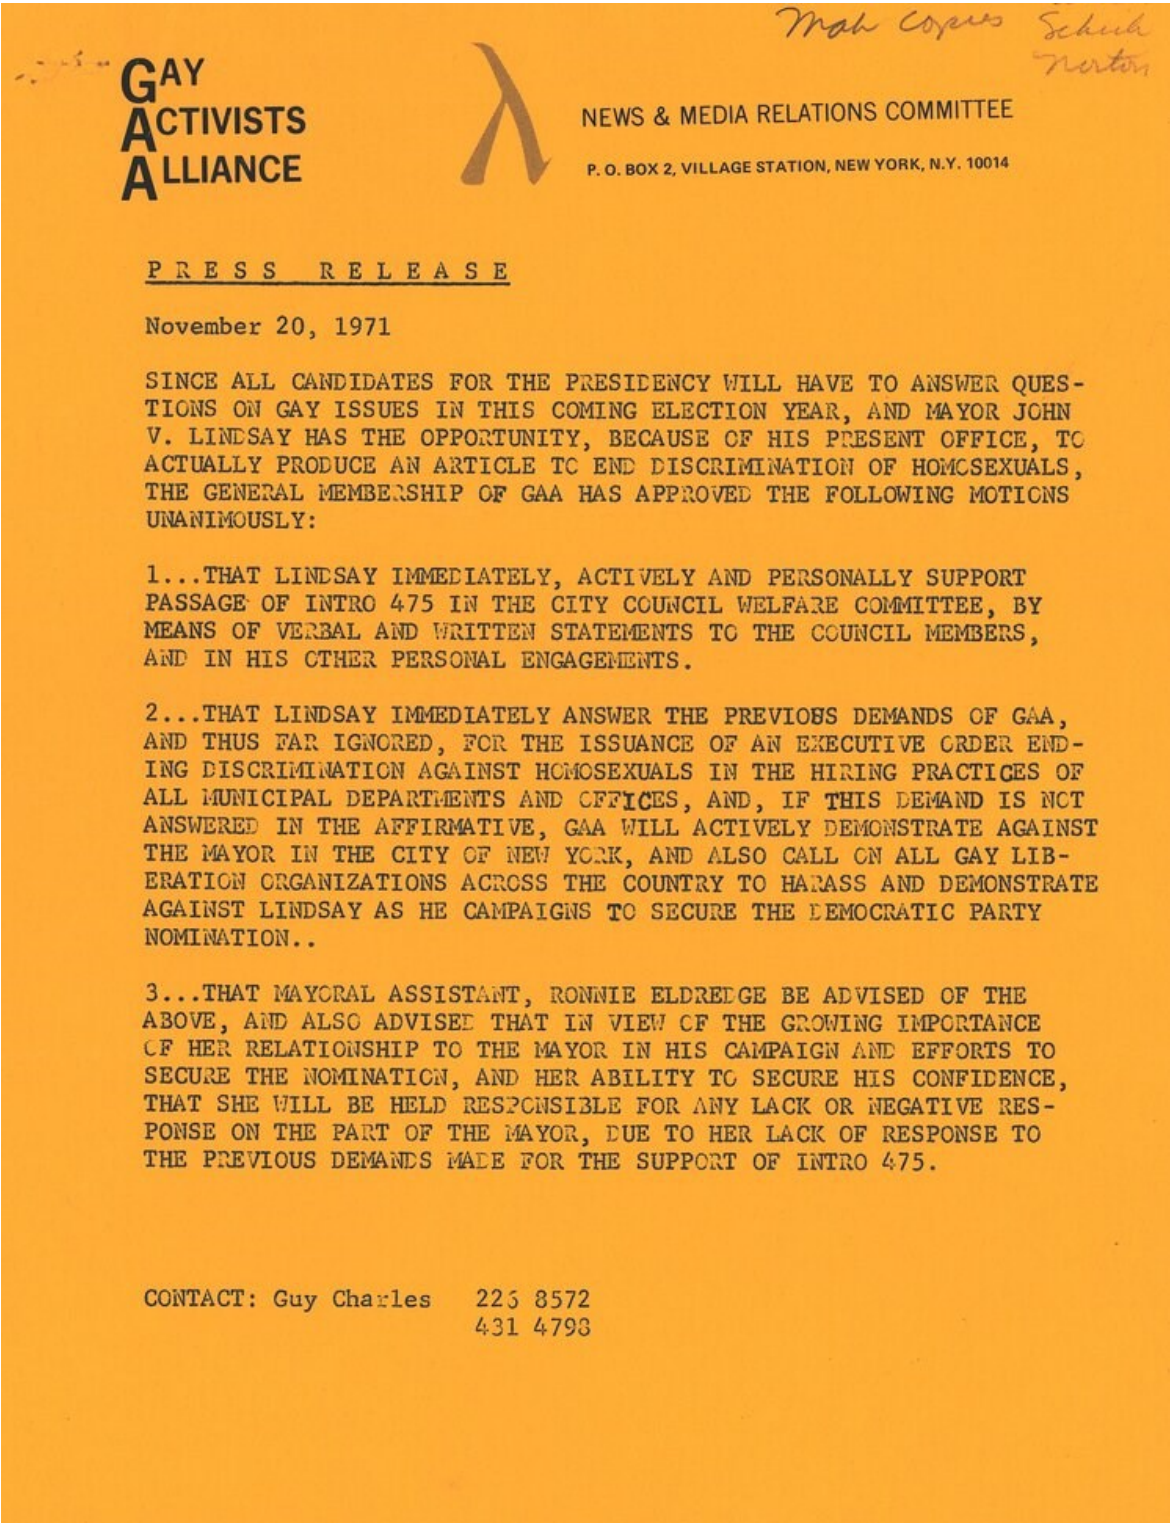 Mah copies
Norton
GAY
ACTIVISTS
ALLIANCE
λ
NEWS & MEDIA RELATIONS COMMITTEE
P. O. BOX 2, VILLAGE STATION, NEW YORK, N.Y. 10014
PRESS RELEASE
November 20, 1971
SINCE ALL CANDIDATES FOR THE PRESIDENCY WILL HAVE TO ANSWER QUES-
TIONS ON GAY ISSUES IN THIS COMING ELECTION YEAR, AND MAYOR JOHN
V. LINDSAY HAS THE OPPORTUNITY, BECAUSE OF HIS PRESENT OFFICE, TO
ACTUALLY PRODUCE AN ARTICLE TO END DISCRIMINATION OF HOMOSEXUALS,
THE GENERAL MEMBERSHIP OF GAA HAS APPROVED THE FOLLOWING MOTIONS
UNANIMOUSLY:
1...THAT LINDSAY IMMEDIATELY, ACTIVELY AND PERSONALLY SUPPORT
PASSAGE OF INTRO 475 IN THE CITY COUNCIL WELFARE COMMITTEE, BY
MEANS OF VERBAL AND WRITTEN STATEMENTS TO THE COUNCIL MEMBERS,
AND IN HIS OTHER PERSONAL ENGAGEMENTS.
2...THAT LINDSAY IMMEDIATELY ANSWER THE PREVIOUS DEMANDS OF GAA,
AND THUS FAR IGNORED, FOR THE ISSUANCE OF AN EXECUTIVE ORDER END-
ING DISCRIMINATION AGAINST HOMOSEXUALS IN THE HIRING PRACTICES OF
ALL MUNICIPAL DEPARTMENTS AND OFFICES, AND, IF THIS DEMAND IS NOT
ANSWERED IN THE AFFIRMATIVE, GAA WILL ACTIVELY DEMONSTRATE AGAINST
THE MAYOR IN THE CITY OF NEW YORK, AND ALSO CALL ON ALL GAY LIB-
ERATION ORGANIZATIONS ACROSS THE COUNTRY TO HARASS AND DEMONSTRATE
AGAINST LINDSAY AS HE CAMPAIGNS TO SECURE THE DEMOCRATIC PARTY
NOMINATION..
3...THAT MAYORAL ASSISTANT, RONNIE ELDREDGE BE ADVISED OF THE
ABOVE, AND ALSO ADVISED THAT IN VIEW OF THE GROWING IMPORTANCE
OF HER RELATIONSHIP TO THE MAYOR IN HIS CAMPAIGN AND EFFORTS TO
SECURE THE NOMINATION, AND HER ABILITY TO SECURE HIS CONFIDENCE,
THAT SHE WILL BE HELD RESPONSIBLE FOR ANY LACK OR NEGATIVE RES-
PONSE ON THE PART OF THE MAYOR, DUE TO HER LACK OF RESPONSE TO
THE PREVIOUS DEMANDS MADE FOR THE SUPPORT OF INTRO 475.
CONTACT: Guy Charles 226 8572
431 4798